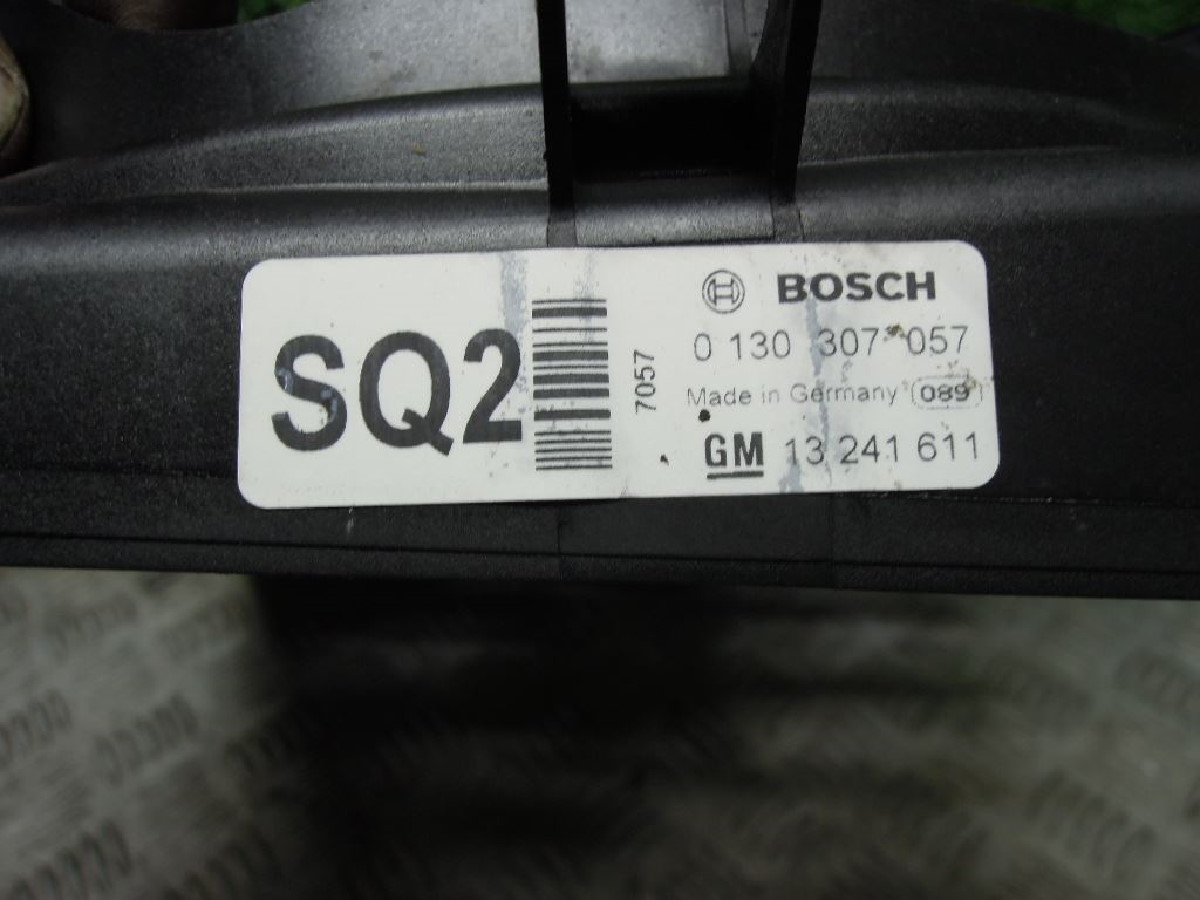 SQ2
7057
BOSCH
0 130 307 057
Made in Germany 089
GM 13 241 611